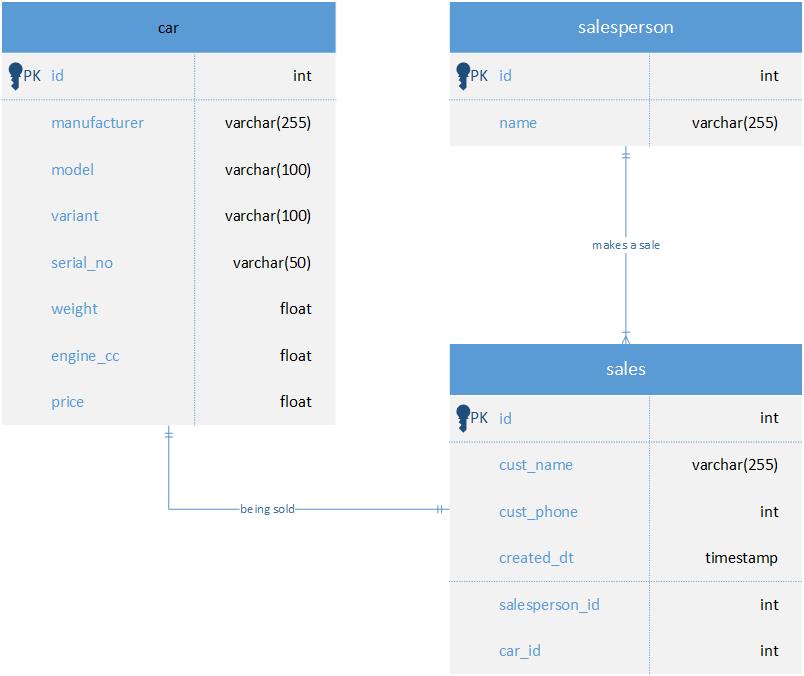 car
PK id int
manufacturer varchar(255)
model varchar(100)
variant varchar(100)
serial_no varchar(50)
weight float
engine_cc float
price float
salesperson
PK id int
name varchar(255)
makes a sale
being sold
sales
PK id int
cust_name varchar(255)
cust_phone int
created_dt timestamp
salesperson_id int
car_id int